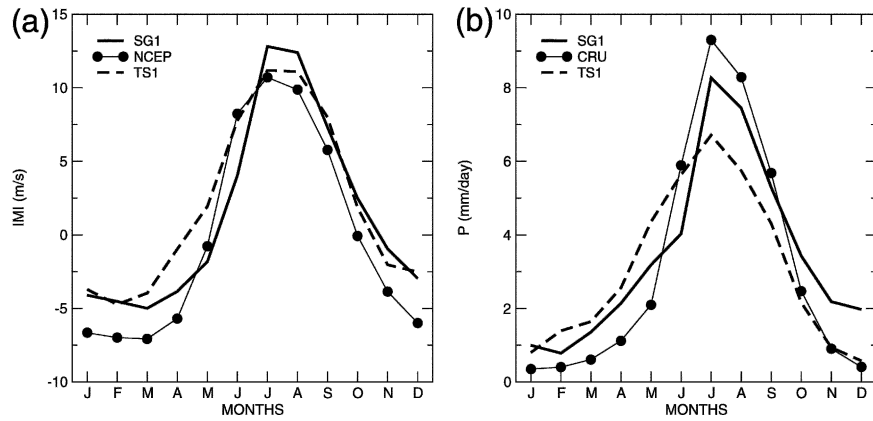 (a)
15
10
5
0
-5
-10
IMI (m/s)
SG1
NCEP
TS1
J F M A M J J A S O N D
MONTHS
(b)
10
8
6
4
2
0
P (mm/day)
SG1
CRU
TS1
J F M A M J J A S O N D
MONTHS